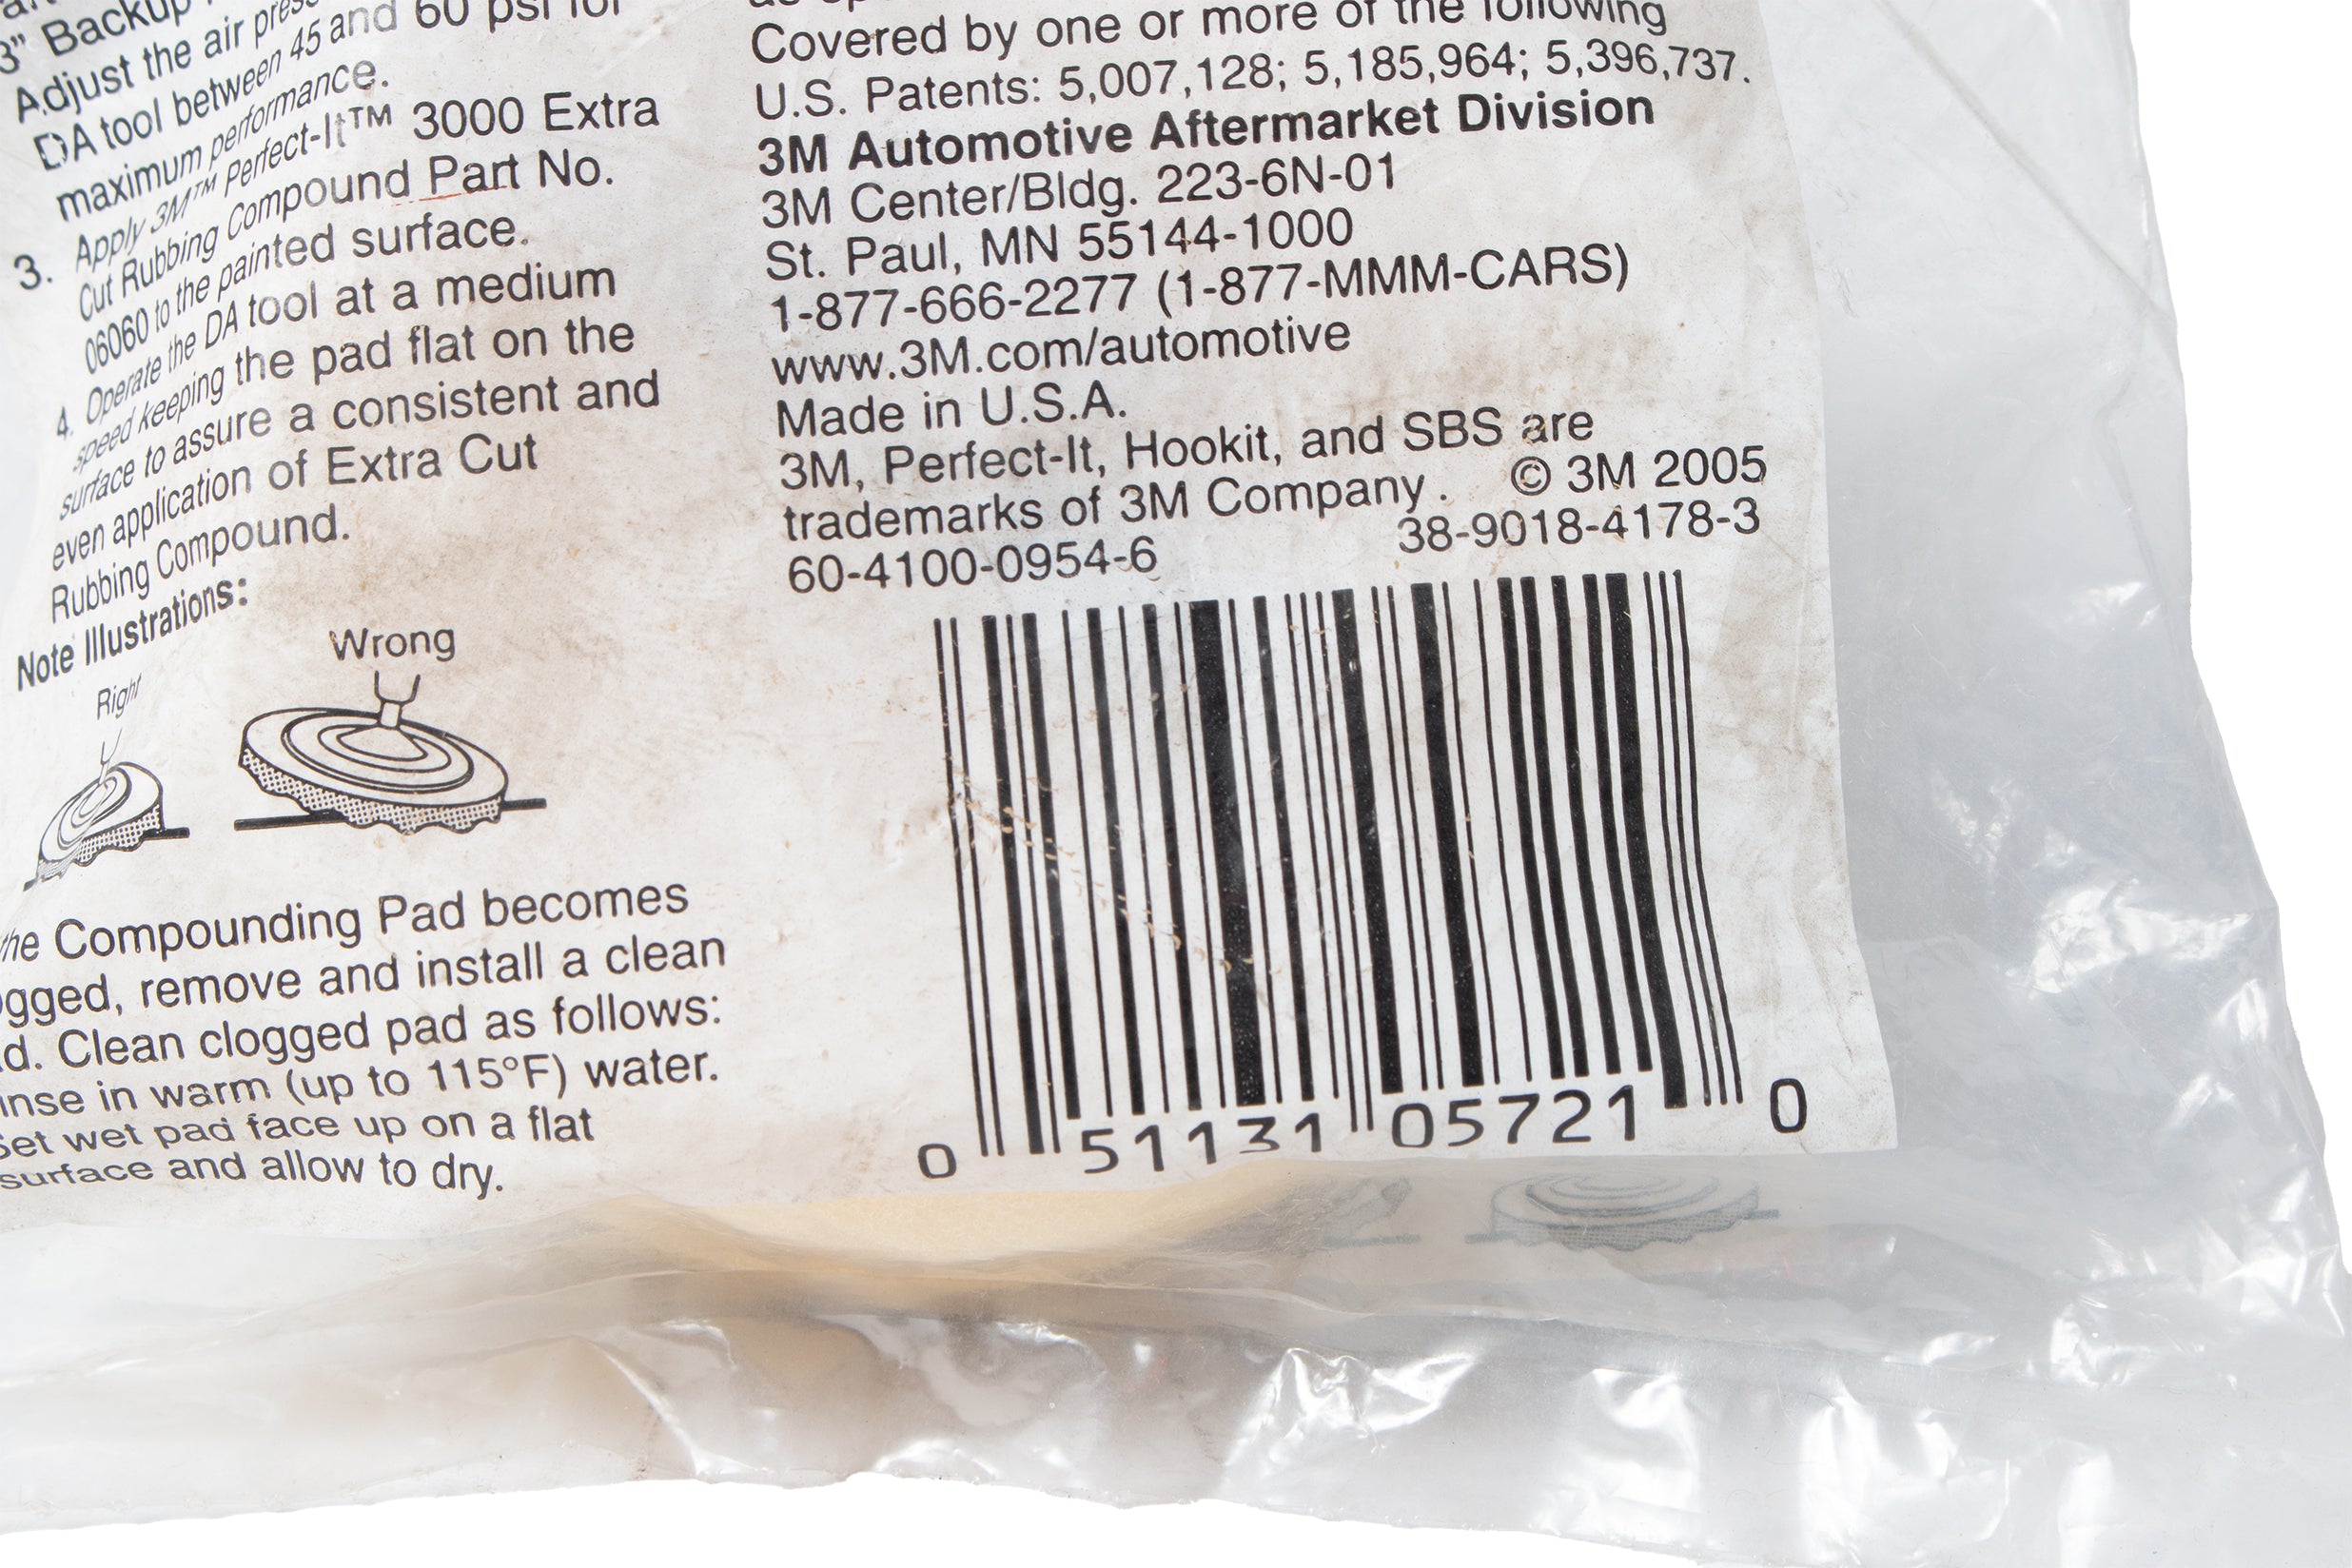 3" Backup
Adjust the air
DA tool between 45 and 60 psi for
maximum performance.
3. Apply 3M™ Perfect-It™ 3000 Extra
Cut Rubbing Compound Part No.
06060 to the painted surface.
4. Operate the DA tool at a medium
speed keeping the pad flat on the
surface to assure a consistent and
even application of Extra Cut
Rubbing Compound.
Note Illustrations:
Right
Wrong
the Compounding Pad becomes
remove and install a clean
Clean clogged pad as follows:
in warm (up to 115°F) water.
wet pad face up on a flat
surface and allow to dry.
Covered by one or more of the following
U.S. Patents: 5,007,128; 5,185,964; 5,396,737.
3M Automotive Aftermarket Division
3M Center/Bldg. 223-6N-01
St. Paul, MN 55144-1000
1-877-666-2277 (1-877-MMM-CARS)
www.3M.com/automotive
Made in U.S.A.
3M, Perfect-It, Hookit, and SBS are
trademarks of 3M Company. © 3M 2005
60-4100-0954-6 38-9018-4178-3
0 51131 05721 0